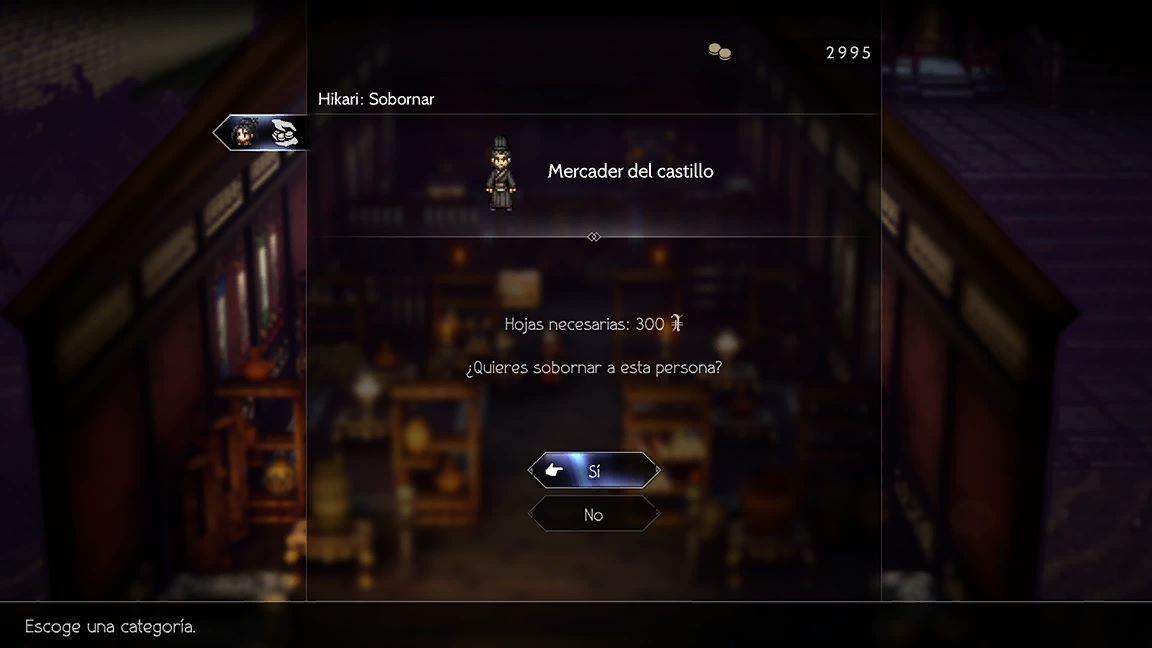 2995
Hikari: Sobornar
Mercader del castillo
Hojas necesarias: 300
¿Quieres sobornar a esta persona?
Sí
No
Escoge una categoría.